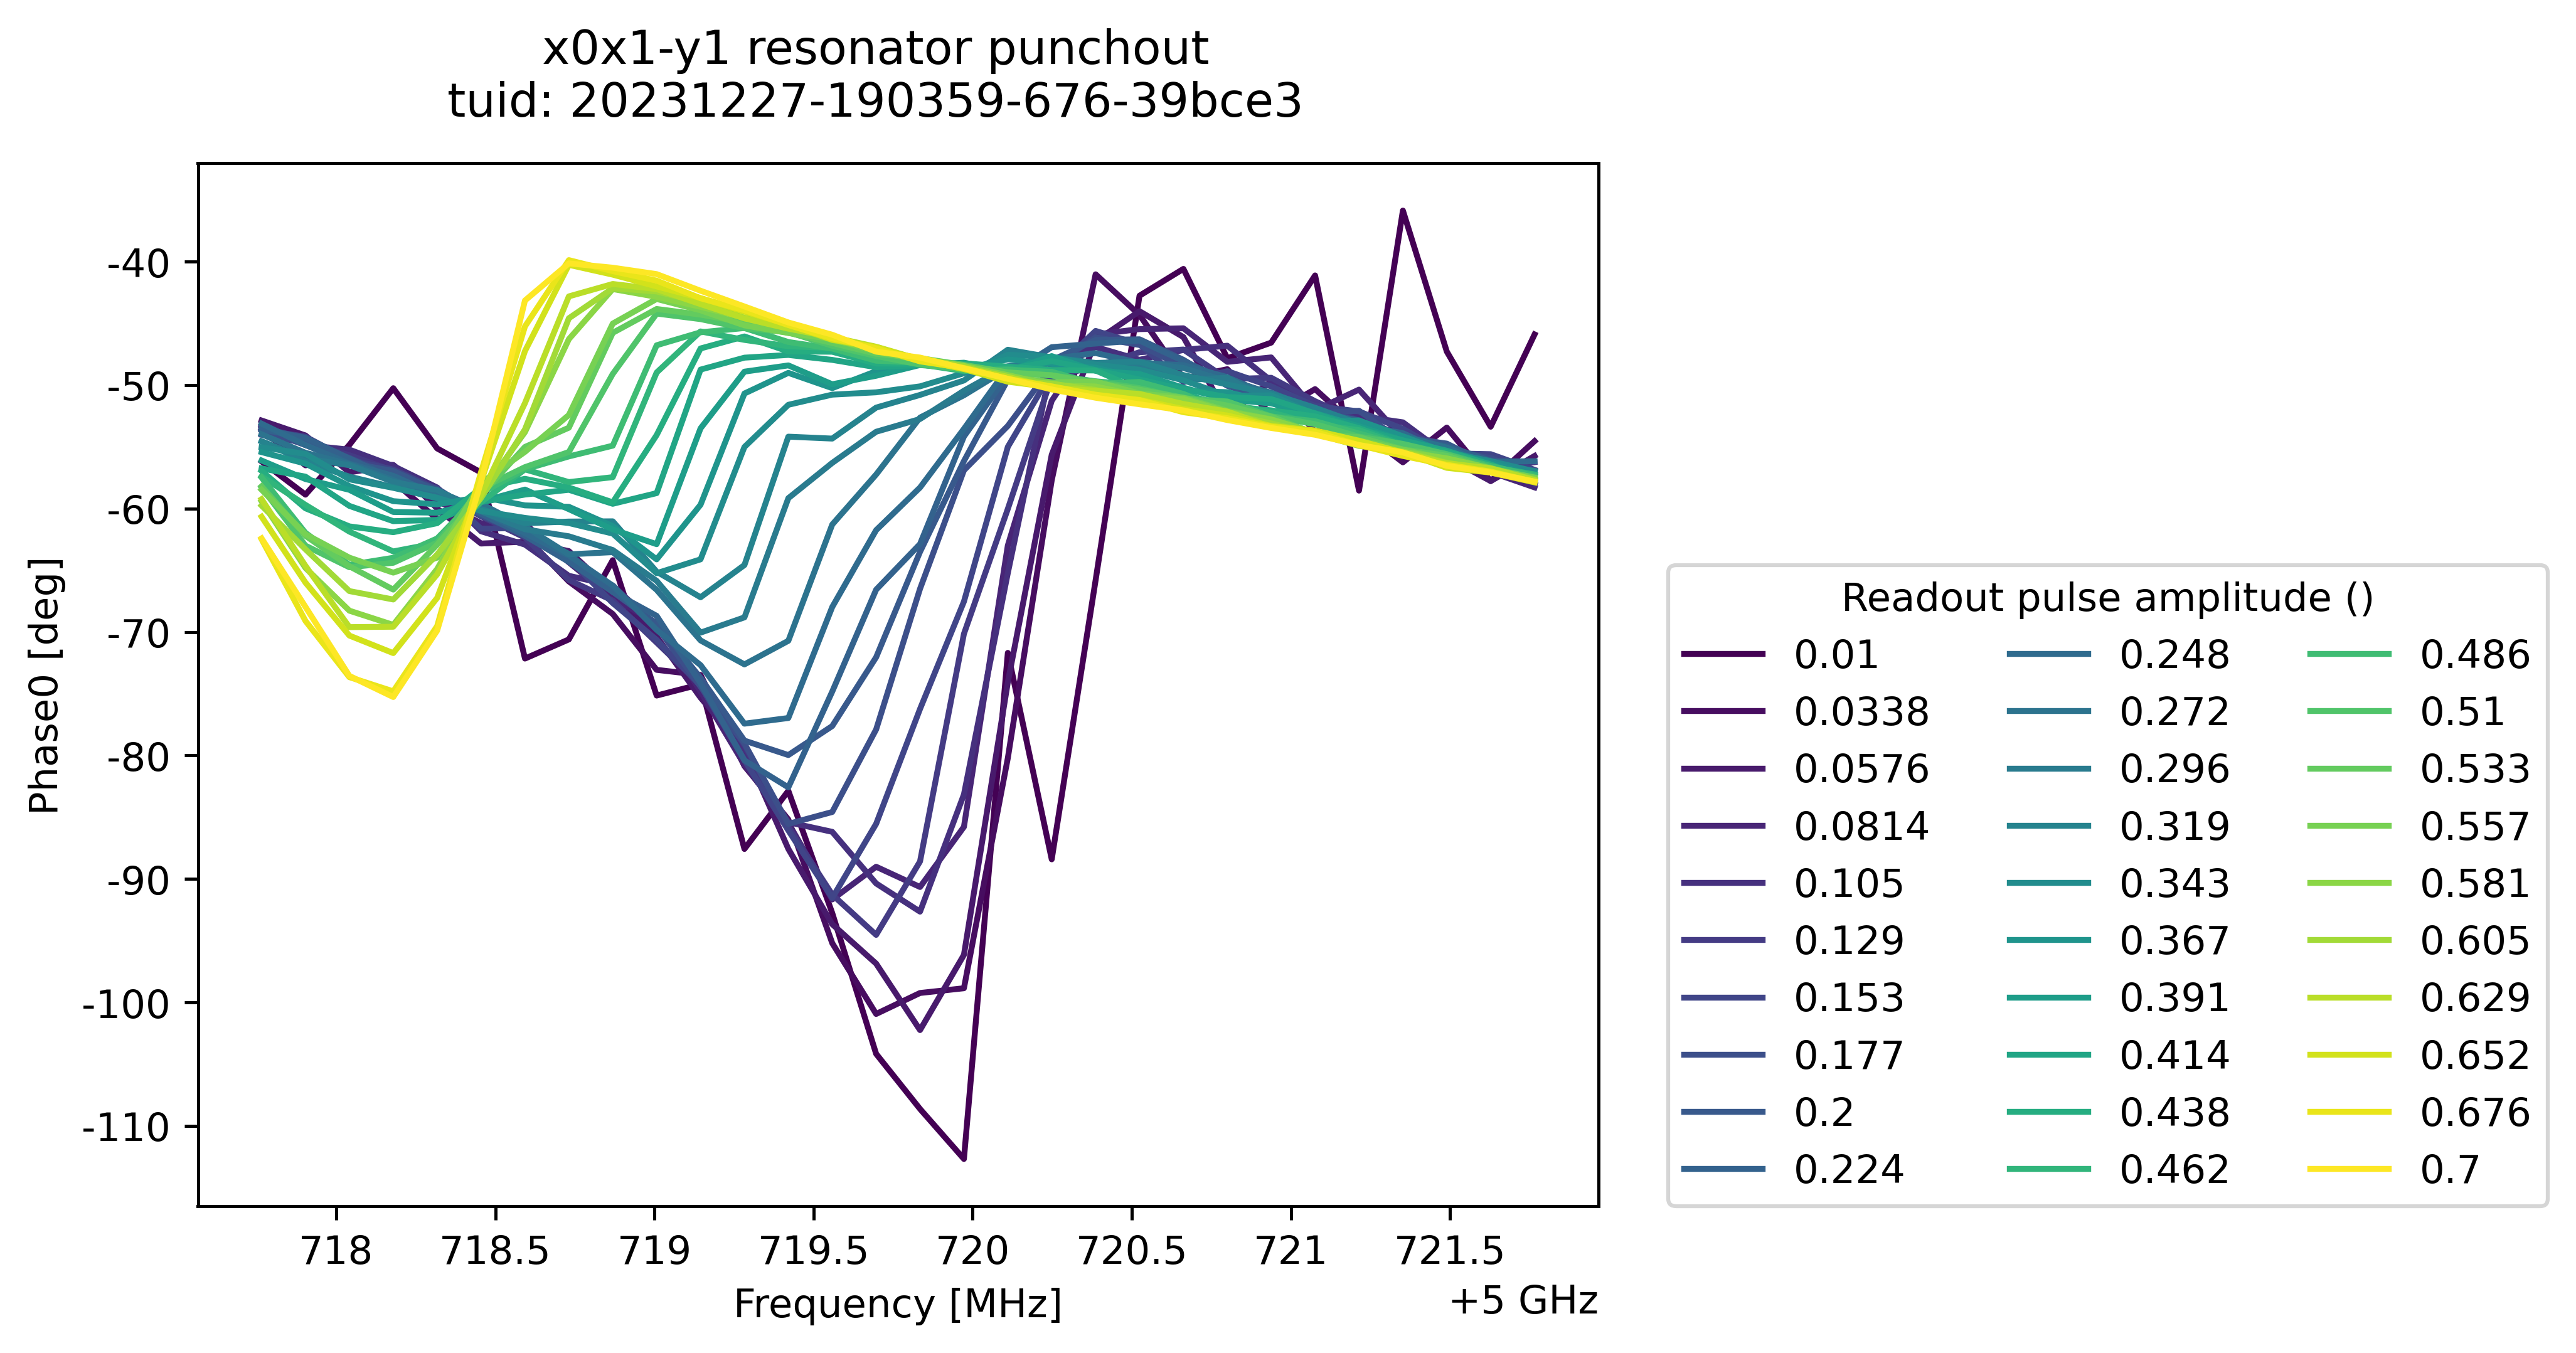 x0x1-y1 resonator punchout
tuid: 20231227-190359-676-39bce3
Phase0 [deg]
-40
-50
-60
-70
-80
-90
-100
-110
718 718.5 719 719.5 720 720.5 721 721.5
Frequency [MHz]
+5 GHz
Readout pulse amplitude ()
0.01 0.248 0.486
0.0338 0.272 0.51
0.0576 0.296 0.533
0.0814 0.319 0.557
0.105 0.343 0.581
0.129 0.367 0.605
0.153 0.391 0.629
0.177 0.414 0.652
0.2 0.438 0.676
0.224 0.462 0.7